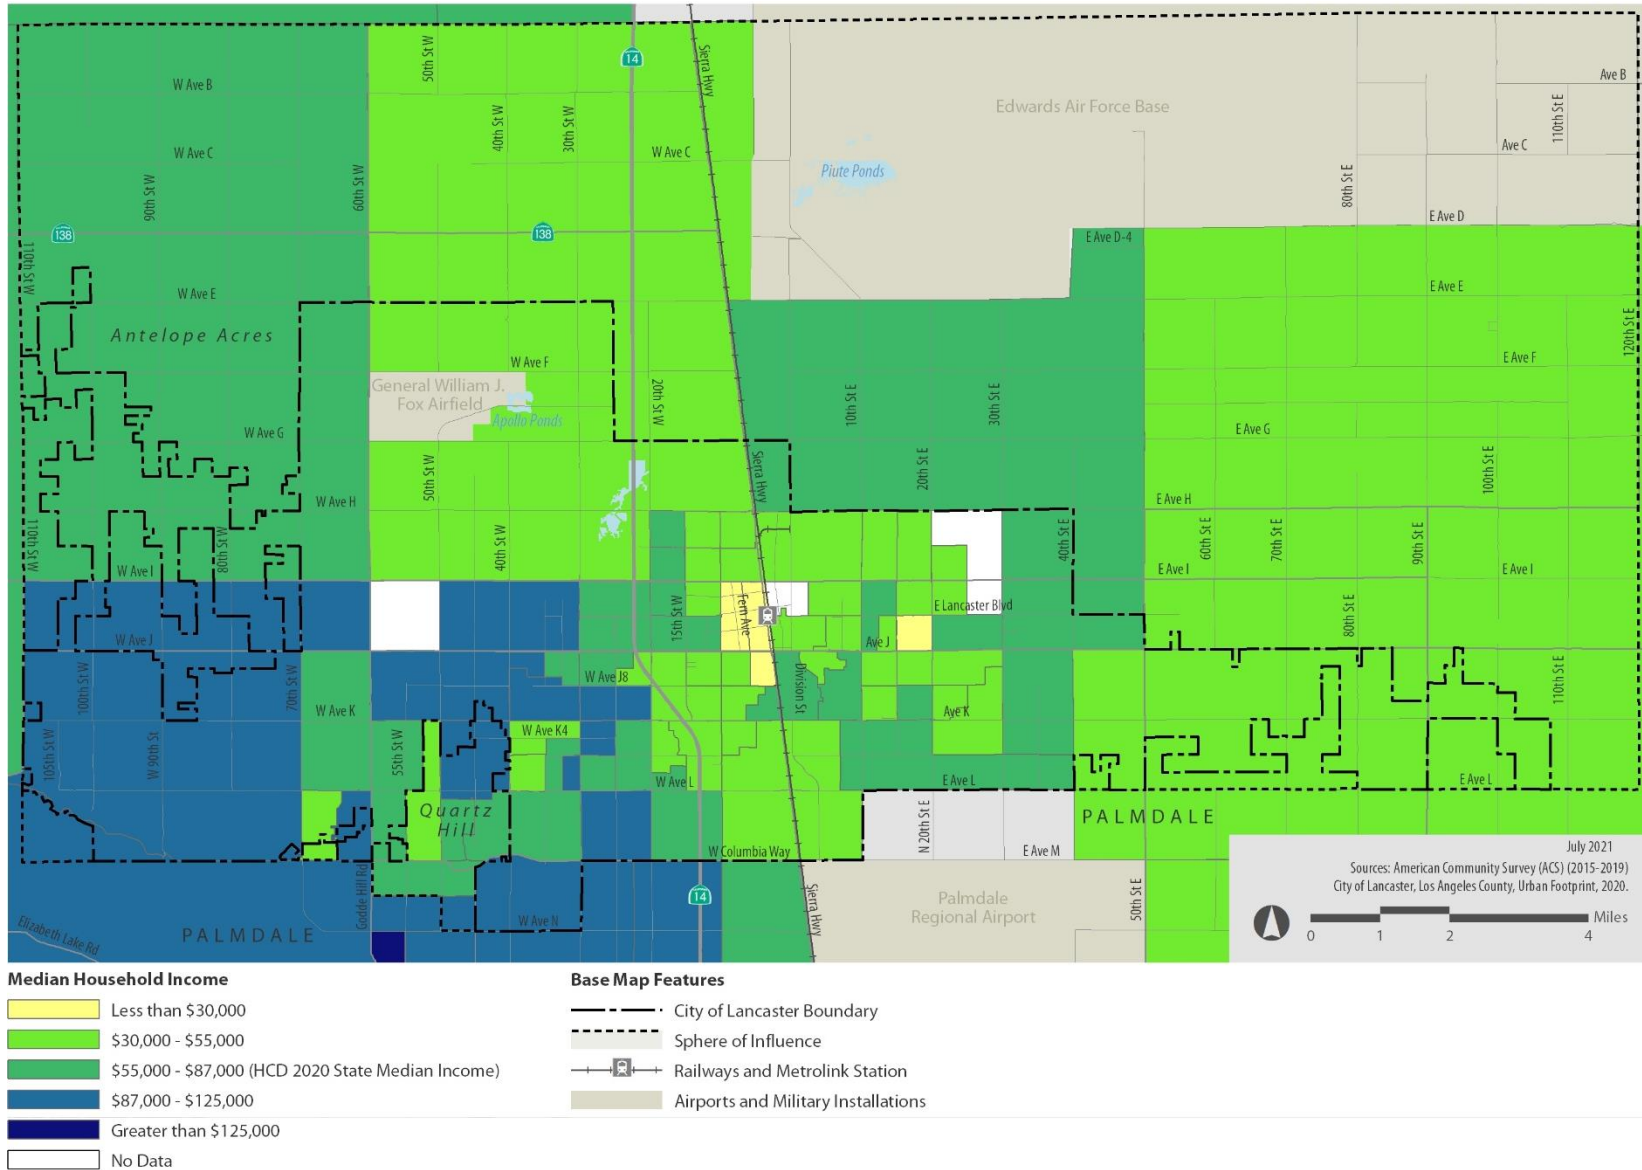 W Ave B
50th St W
14
Sierra Hwy
Ave B
Edwards Air Force Base
110th St E
40th St W
30th St W
W Ave C
W Ave C
Ave C
Piute Ponds
90th St W
60th St W
80th St E
E Ave D
138
138
E Ave D-4
110th St W
W Ave E
E Ave E
Antelope Acres
120th St E
W Ave F
E Ave F
General William J.
Fox Airfield
20th St W
10th St E
30th St E
Apollo Ponds
W Ave G
E Ave G
50th St W
Sierra Hwy
20th St E
100th St E
W Ave H
E Ave H
110th St W
80th St W
40th St W
40th St E
60th St E
70th St E
90th St E
W Ave I
E Ave I
E Ave I
Fern Ave
E Lancaster Blvd
15th St W
80th St E
W Ave J
Ave J
W Ave J8
100th St W
70th St W
Division St
110th St E
W Ave K
Ave K
W Ave K4
105th St W
W 90th St
55th St W
W Ave L
E Ave L
E Ave L
Quartz
Hill
N 20th St E
PALMDALE
W Columbia Way
E Ave M
July 2021
Sources: American Community Survey (ACS) (2015-2019)
City of Lancaster, Los Angeles County, Urban Footprint, 2020.
Godde Hill Rd
14
Sierra Hwy
Palmdale
Regional Airport
50th St E
Elizabeth Lake Rd
PALMDALE
W Ave N
Miles
0
1
2
4
Median Household Income
Less than $30,000
$30,000 - $55,000
$55,000 - $87,000 (HCD 2020 State Median Income)
$87,000 - $125,000
Greater than $125,000
No Data
Base Map Features
City of Lancaster Boundary
Sphere of Influence
Railways and Metrolink Station
Airports and Military Installations